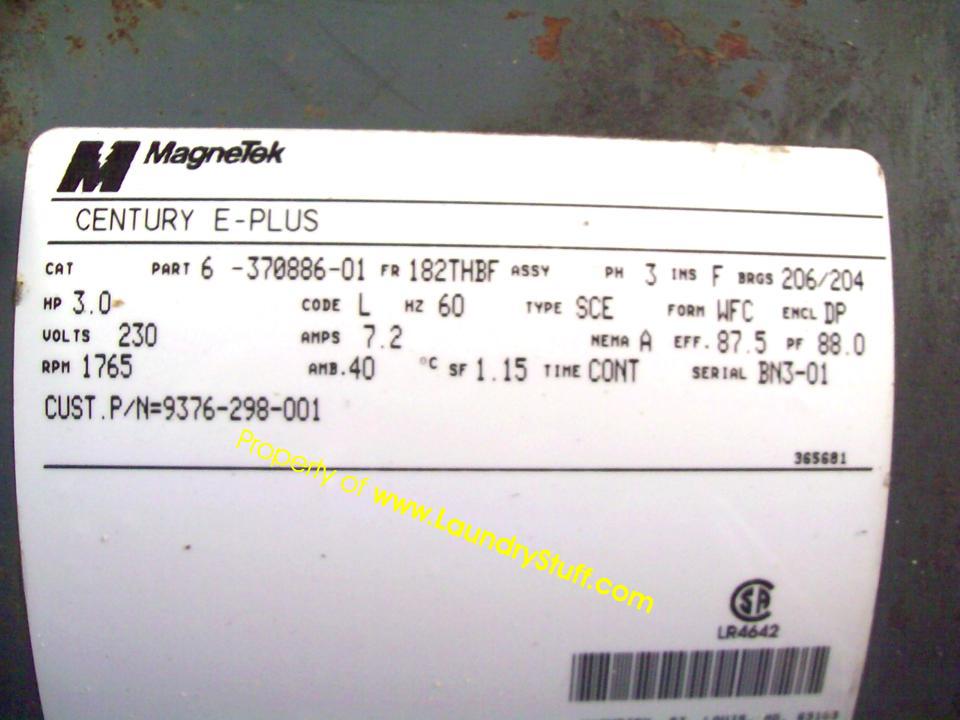 MagneTek
CENTURY E-PLUS
CAT PART 6 -370886-01 FR 182THBF ASSY PH 3 INS F BRGS 206/204
HP 3.0 CODE L HZ 60 TYPE SCE FORM WFC ENCL DP
VOLTS 230 AMPS 7.2 NEMA A EFF. 87.5 PF 88.0
RPM 1765 AMB. 40 °C SF 1.15 TIME CONT SERIAL BN3-01
CUST.P/N=9376-298-001
365681
Property of www.LaundryStuff.com
SA
LR4642